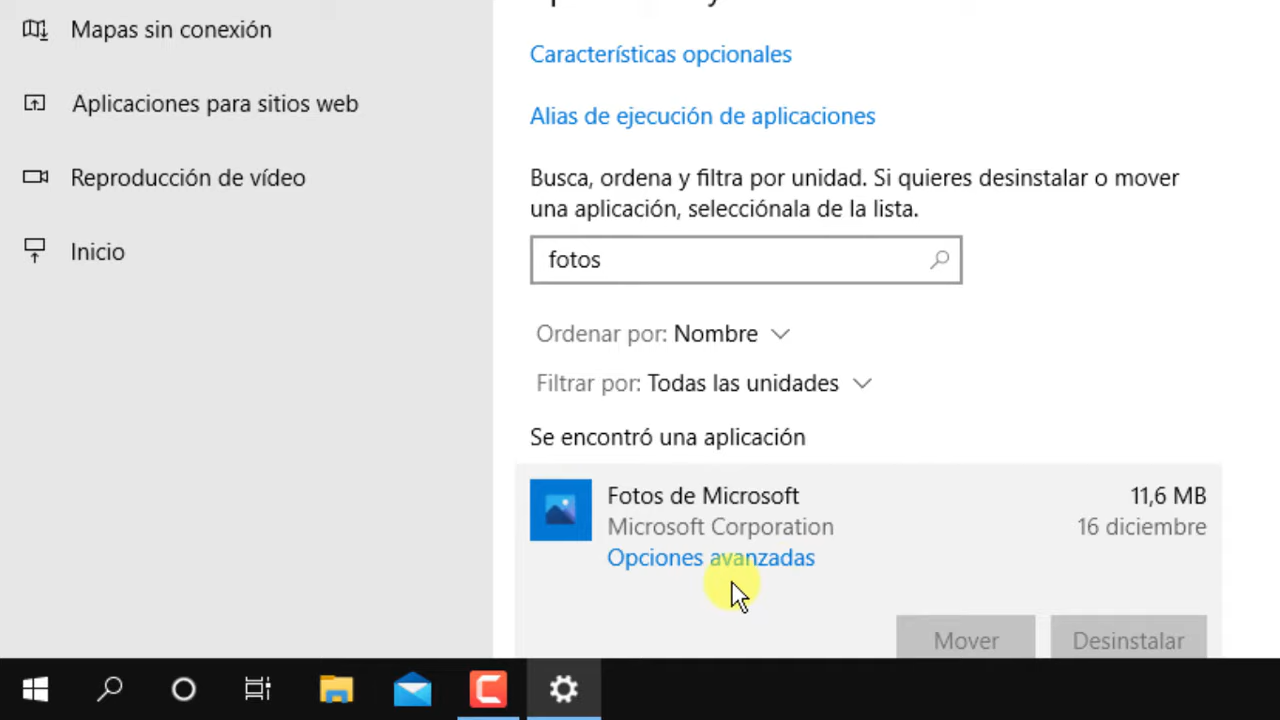 Mapas sin conexión
Aplicaciones para sitios web
Reproducción de vídeo
Inicio
Características opcionales
Alias de ejecución de aplicaciones
Busca, ordena y filtra por unidad. Si quieres desinstalar o mover
una aplicación, selecciónala de la lista.
fotos
Ordenar por: Nombre
Filtrar por: Todas las unidades
Se encontró una aplicación
Fotos de Microsoft 11,6 MB
Microsoft Corporation 16 diciembre
Opciones avanzadas
Mover Desinstalar